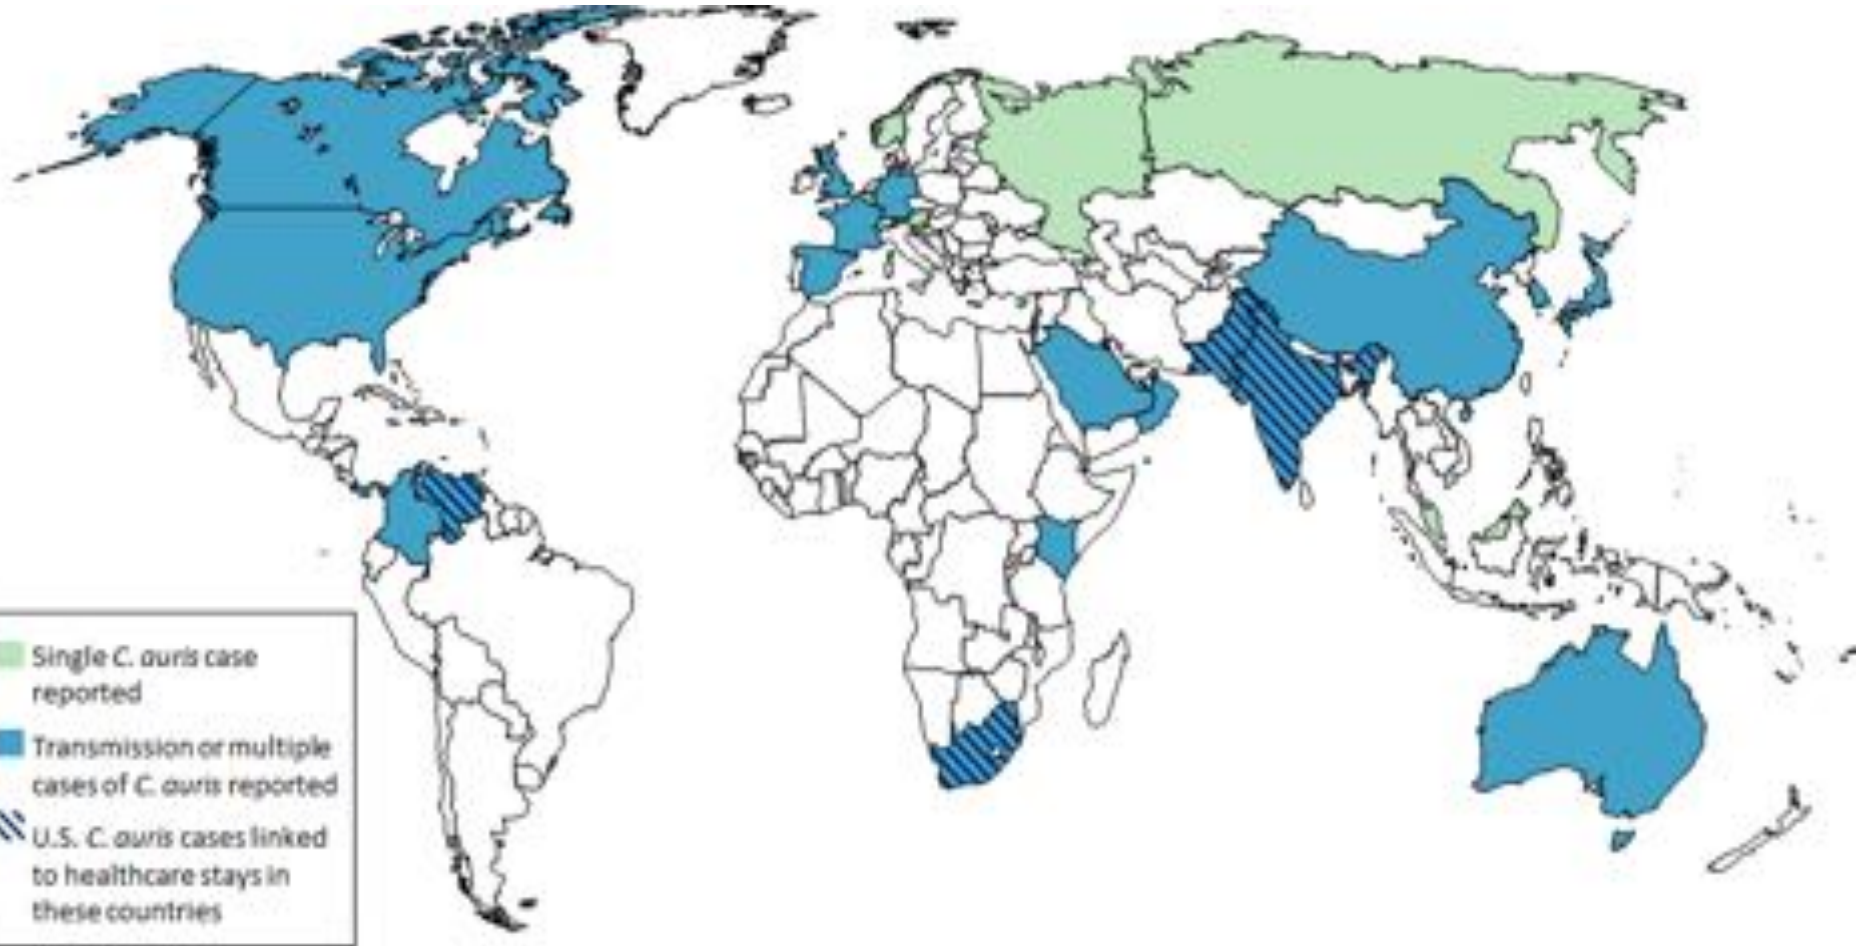 Single C. auris case
reported
Transmission or multiple
cases of C. auris reported
U.S. C. auris cases linked
to healthcare stays in
these countries